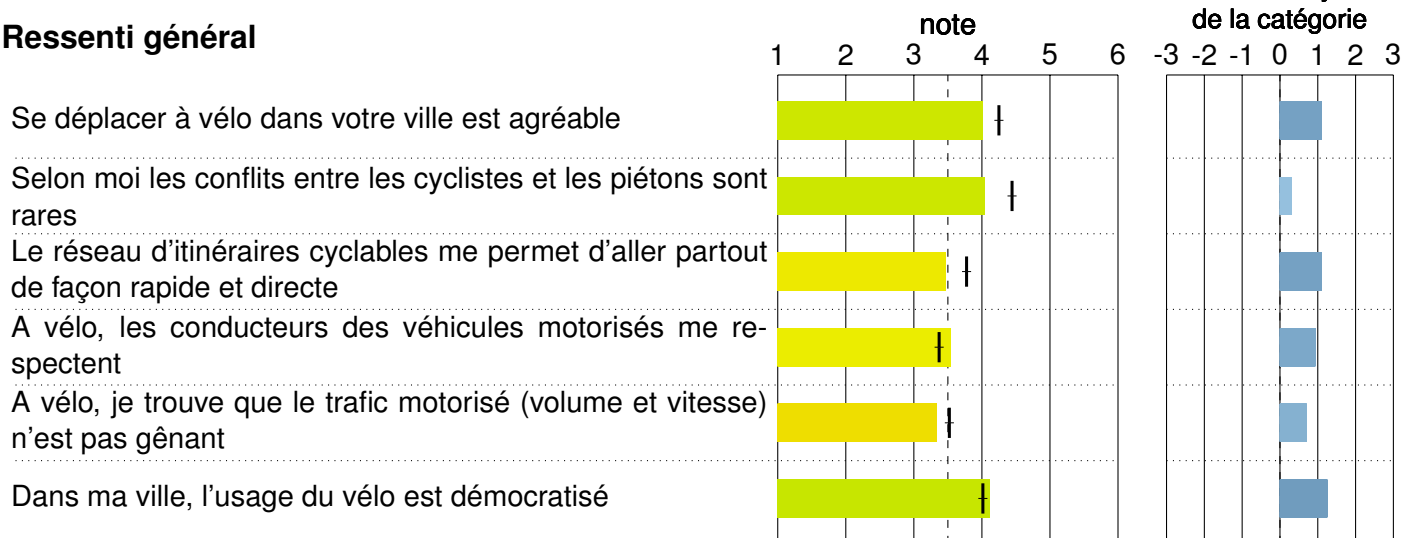 note
de la catégorie
Ressenti général
1 2 3 4 5 6
-3 -2 -1 0 1 2 3
Se déplacer à vélo dans votre ville est agréable
Selon moi les conflits entre les cyclistes et les piétons sont
rares
Le réseau d'itinéraires cyclables me permet d'aller partout
de façon rapide et directe
A vélo, les conducteurs des véhicules motorisés me re-
spectent
A vélo, je trouve que le trafic motorisé (volume et vitesse)
n'est pas gênant
Dans ma ville, l'usage du vélo est démocratisé